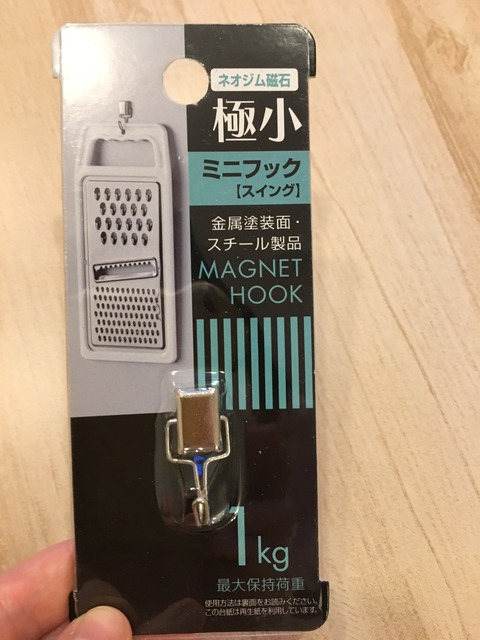 ネオジム磁石
極小
ミニフック
【スイング】
金属塗装面・
スチール製品
MAGNET
HOOK
1kg
最大保持荷重
使用方法は裏面をお読みください。
この台紙は再生紙を利用しています。